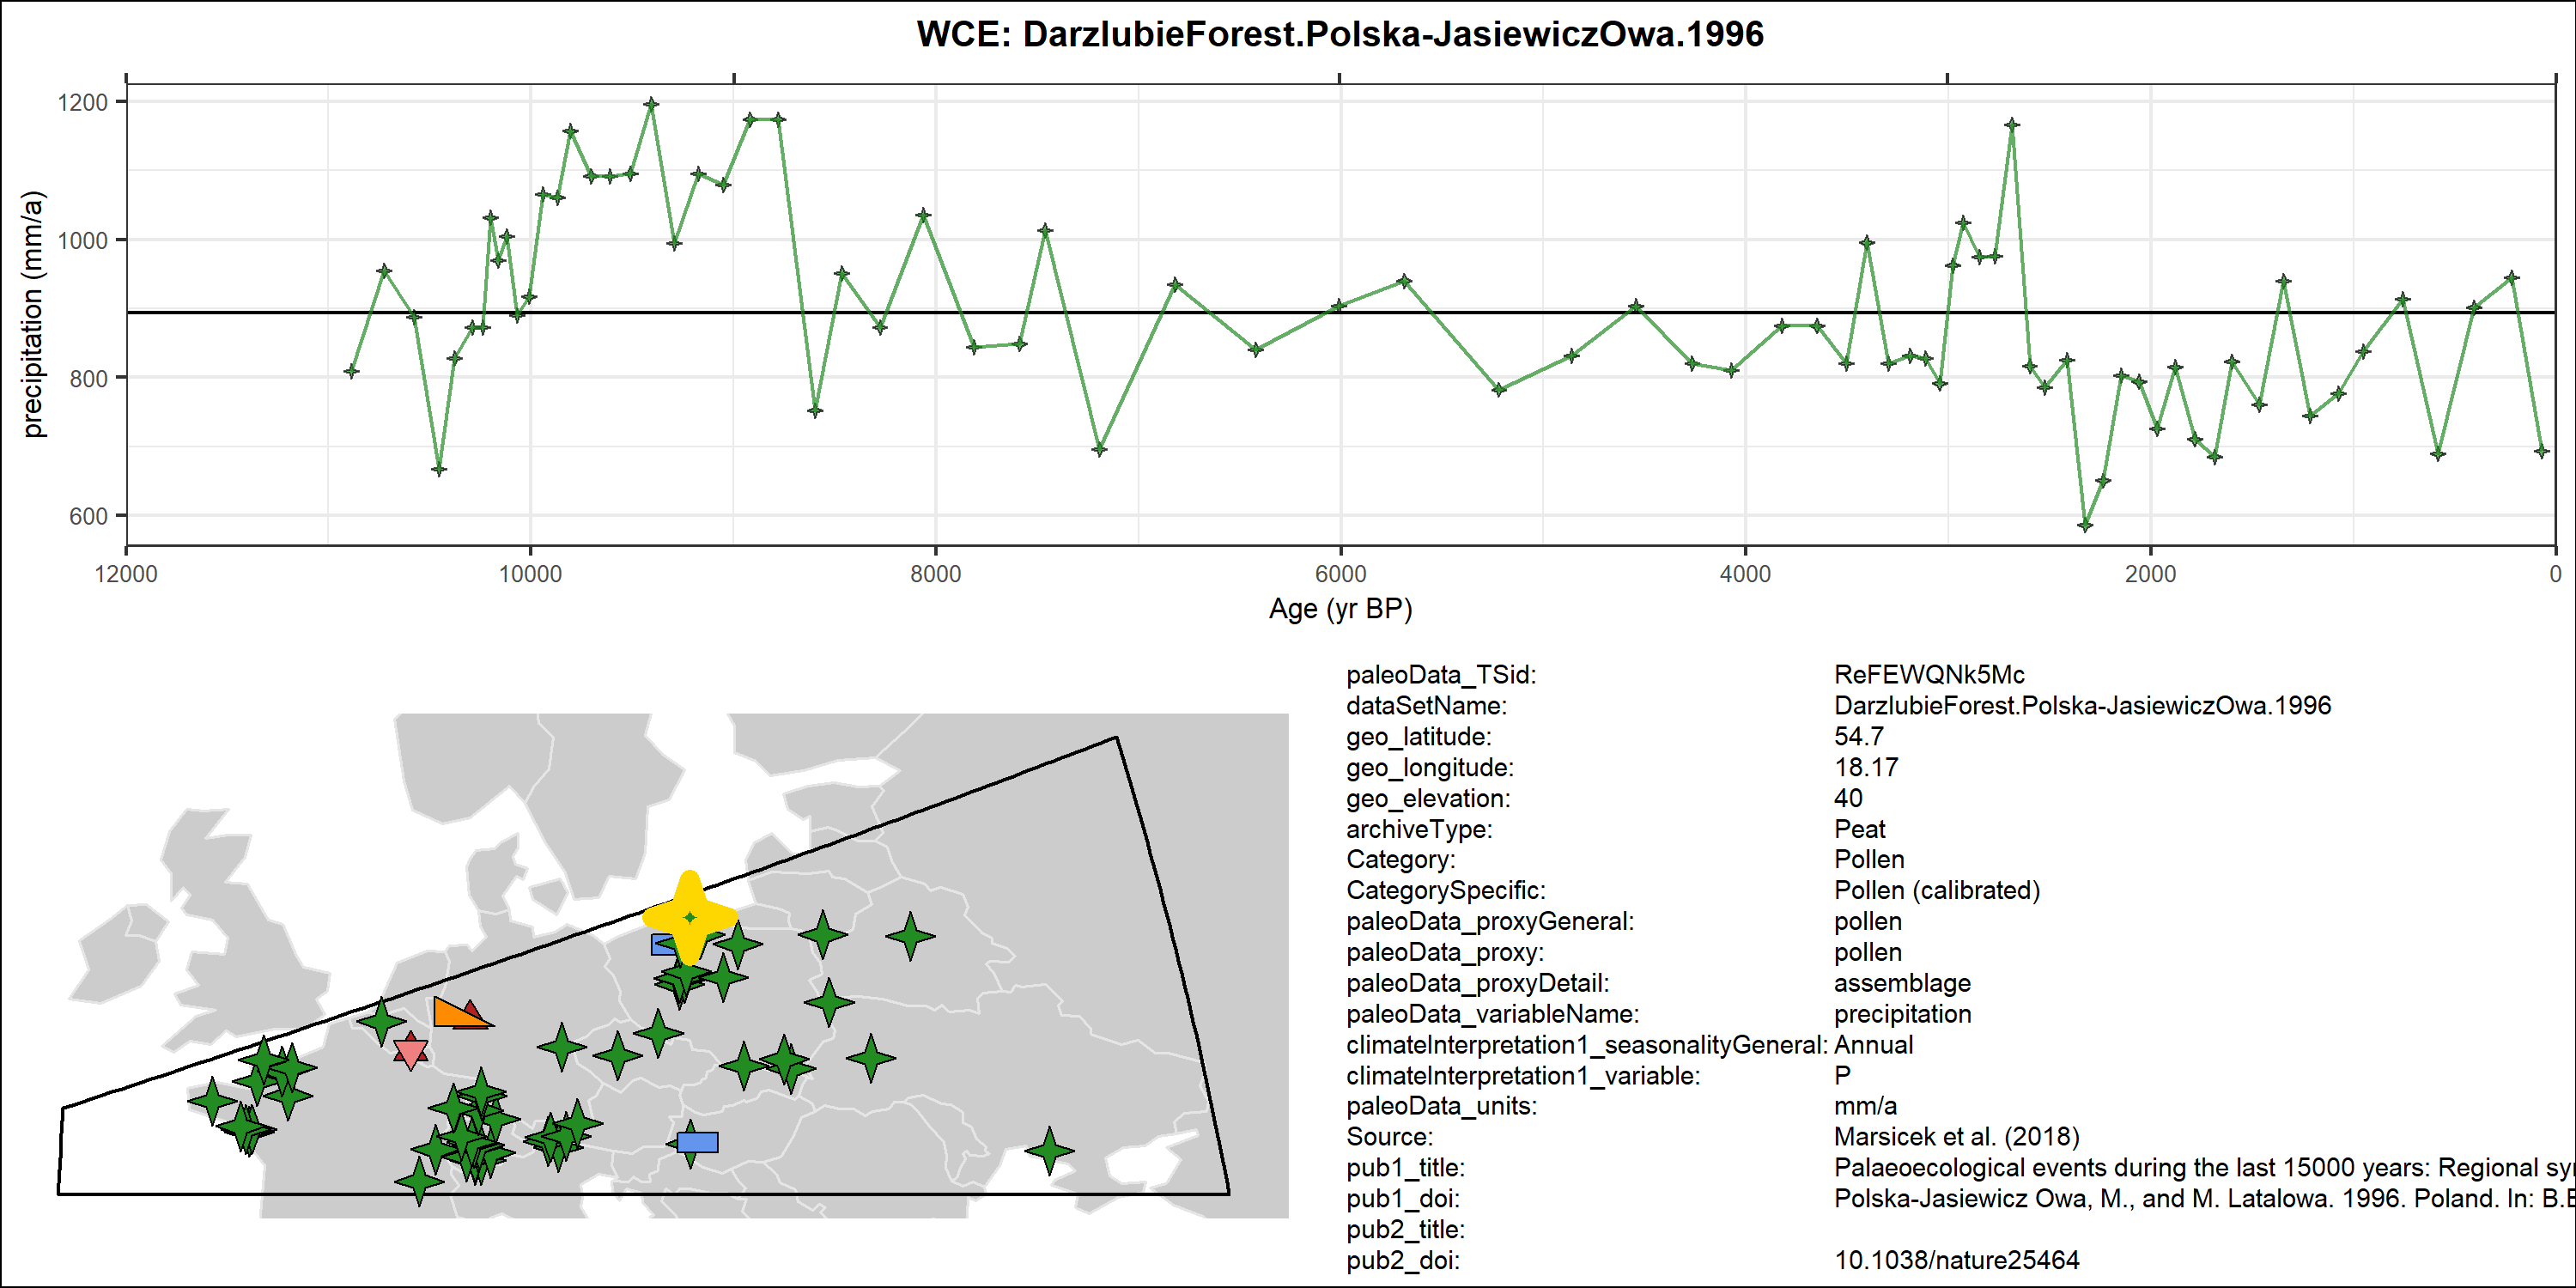 WCE: DarzlubieForest.Polska-JasiewiczOwa.1996
1200
1000
800
600
precipitation (mm/a)
12000 10000 8000 6000 4000 2000 0
Age (yr BP)
paleoData_TSid: ReFEWQNk5Mc
dataSetName: DarzlubieForest.Polska-JasiewiczOwa.1996
geo_latitude: 54.7
geo_longitude: 18.17
geo_elevation: 40
archiveType: Peat
Category: Pollen
CategorySpecific: Pollen (calibrated)
paleoData_proxyGeneral: pollen
paleoData_proxy: pollen
paleoData_proxyDetail: assemblage
paleoData_variableName: precipitation
climateInterpretation1_seasonalityGeneral: Annual
climateInterpretation1_variable: P
paleoData_units: mm/a
Source: Marsicek et al. (2018)
pub1_title: Palaeoecological events during the last 15000 years: Regional
pub1_doi: Polska-Jasiewicz Owa, M., and M. Latalowa. 1996. Poland. In:
pub2_title:
pub2_doi: 10.1038/nature25464